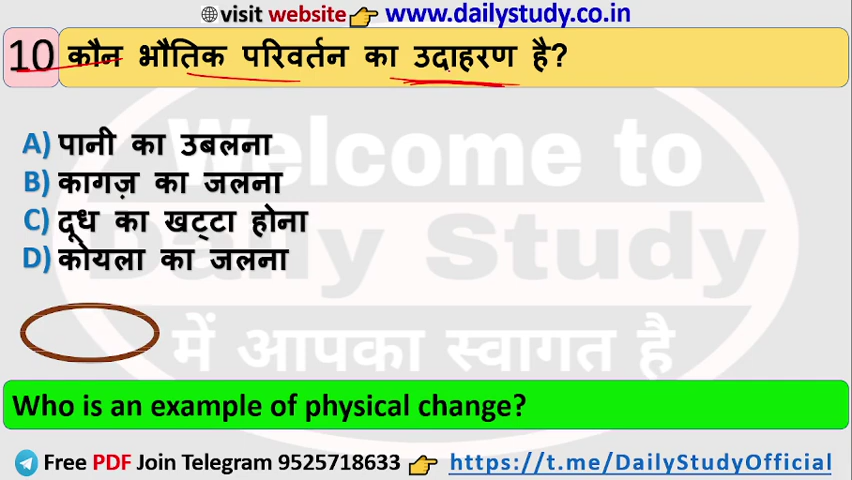 visit website 👉 www.dailystudy.co.in
10 कौन भौतिक परिवर्तन का उदाहरण है?
Welcome to
Daily Study
में आपका स्वागत है
A) पानी का उबलना
B) कागज़ का जलना
C) दूध का खट्टा होना
D) कोयला का जलना
Who is an example of physical change?
Free PDF Join Telegram 9525718633 👉 https://t.me/DailyStudyOfficial